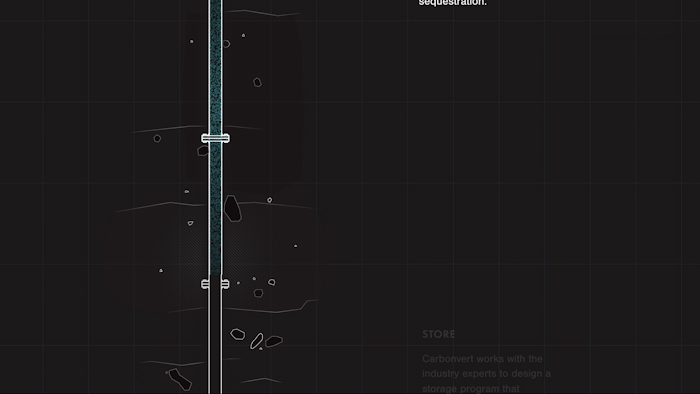 sequestration.
STORE
Carbonvert works with the
industry experts to design a
storage program that